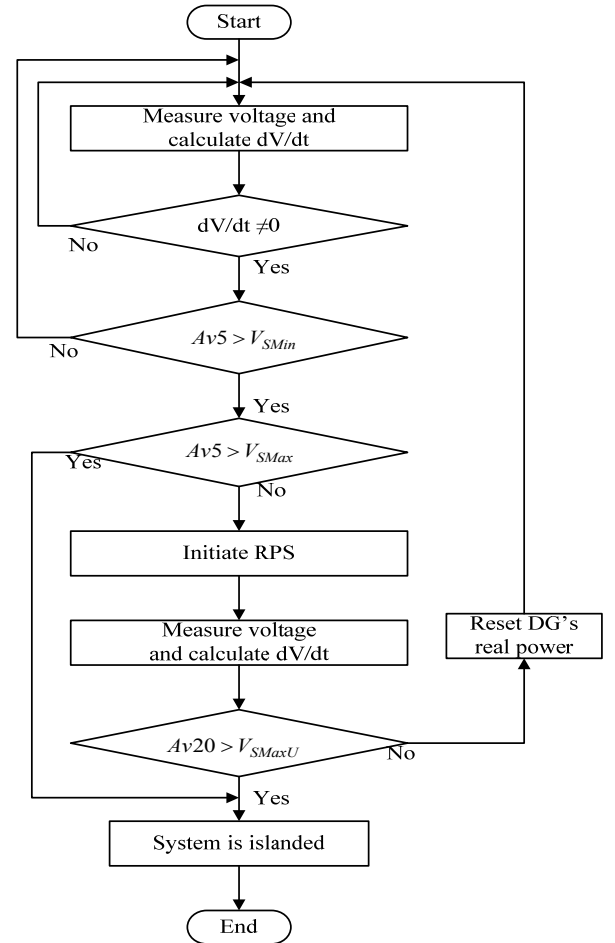 Start
Measure voltage and
calculate dV/dt
dV/dt ≠0
No
Yes
Av5 > V_SMin
No
Yes
Av5 > V_SMax
Yes
No
Initiate RPS
Measure voltage
and calculate dV/dt
Reset DG's
real power
Av20 > V_SMaxU
No
Yes
System is islanded
End